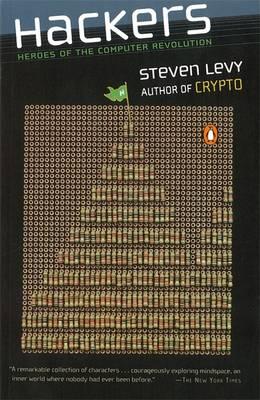 Hackers
HEROES OF THE COMPUTER REVOLUTION
STEVEN LEVY
AUTHOR OF CRYPTO
H
"A remarkable collection of characters . . . courageously exploring mindspace, an
inner world where nobody had ever been before." —The New York Times